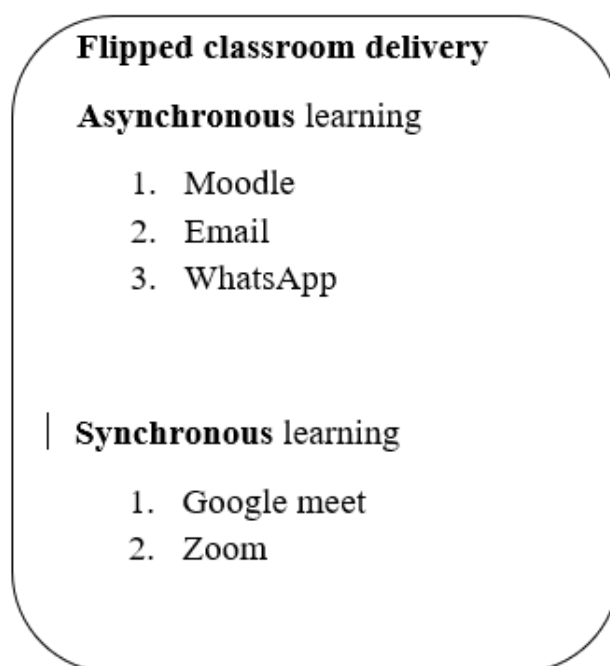 Flipped classroom delivery
Asynchronous learning
1. Moodle
2. Email
3. WhatsApp
Synchronous learning
1. Google meet
2. Zoom